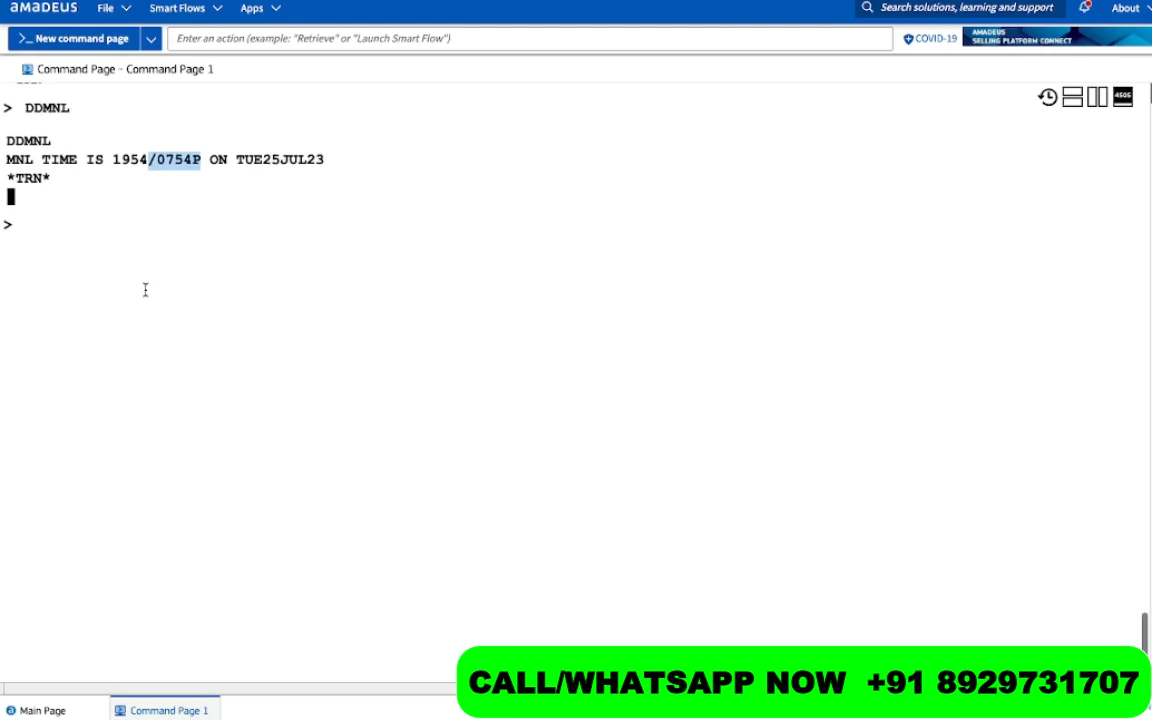 aMaDEUS File Smart Flows Apps Search solutions, learning and support About
>_ New command page Enter an action (example: "Retrieve" or "Launch Smart Flow") COVID-19 AMADEUS
SELLING PLATFORM CONNECT
Command Page - Command Page 1
> DDMNL
4505
DDMNL
MNL TIME IS 1954/0754P ON TUE25JUL23
*TRN*
>
CALL/WHATSAPP NOW +91 8929731707
Main Page Command Page 1